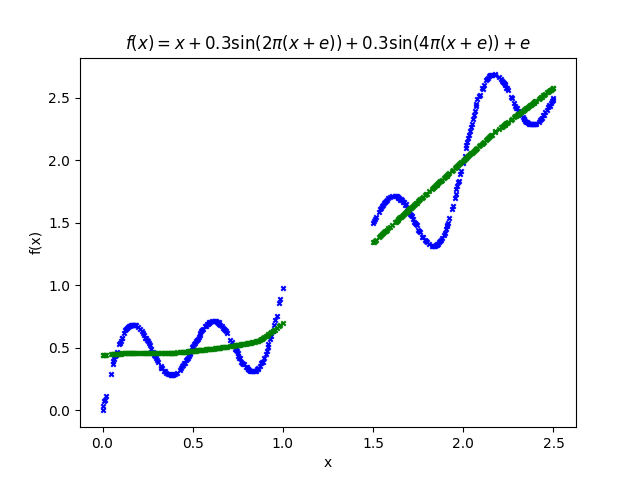 f(x) = x + 0.3sin(2π(x + e)) + 0.3sin(4π(x + e)) + e
f(x)
2.5
2.0
1.5
1.0
0.5
0.0
0.0 0.5 1.0 1.5 2.0 2.5
x